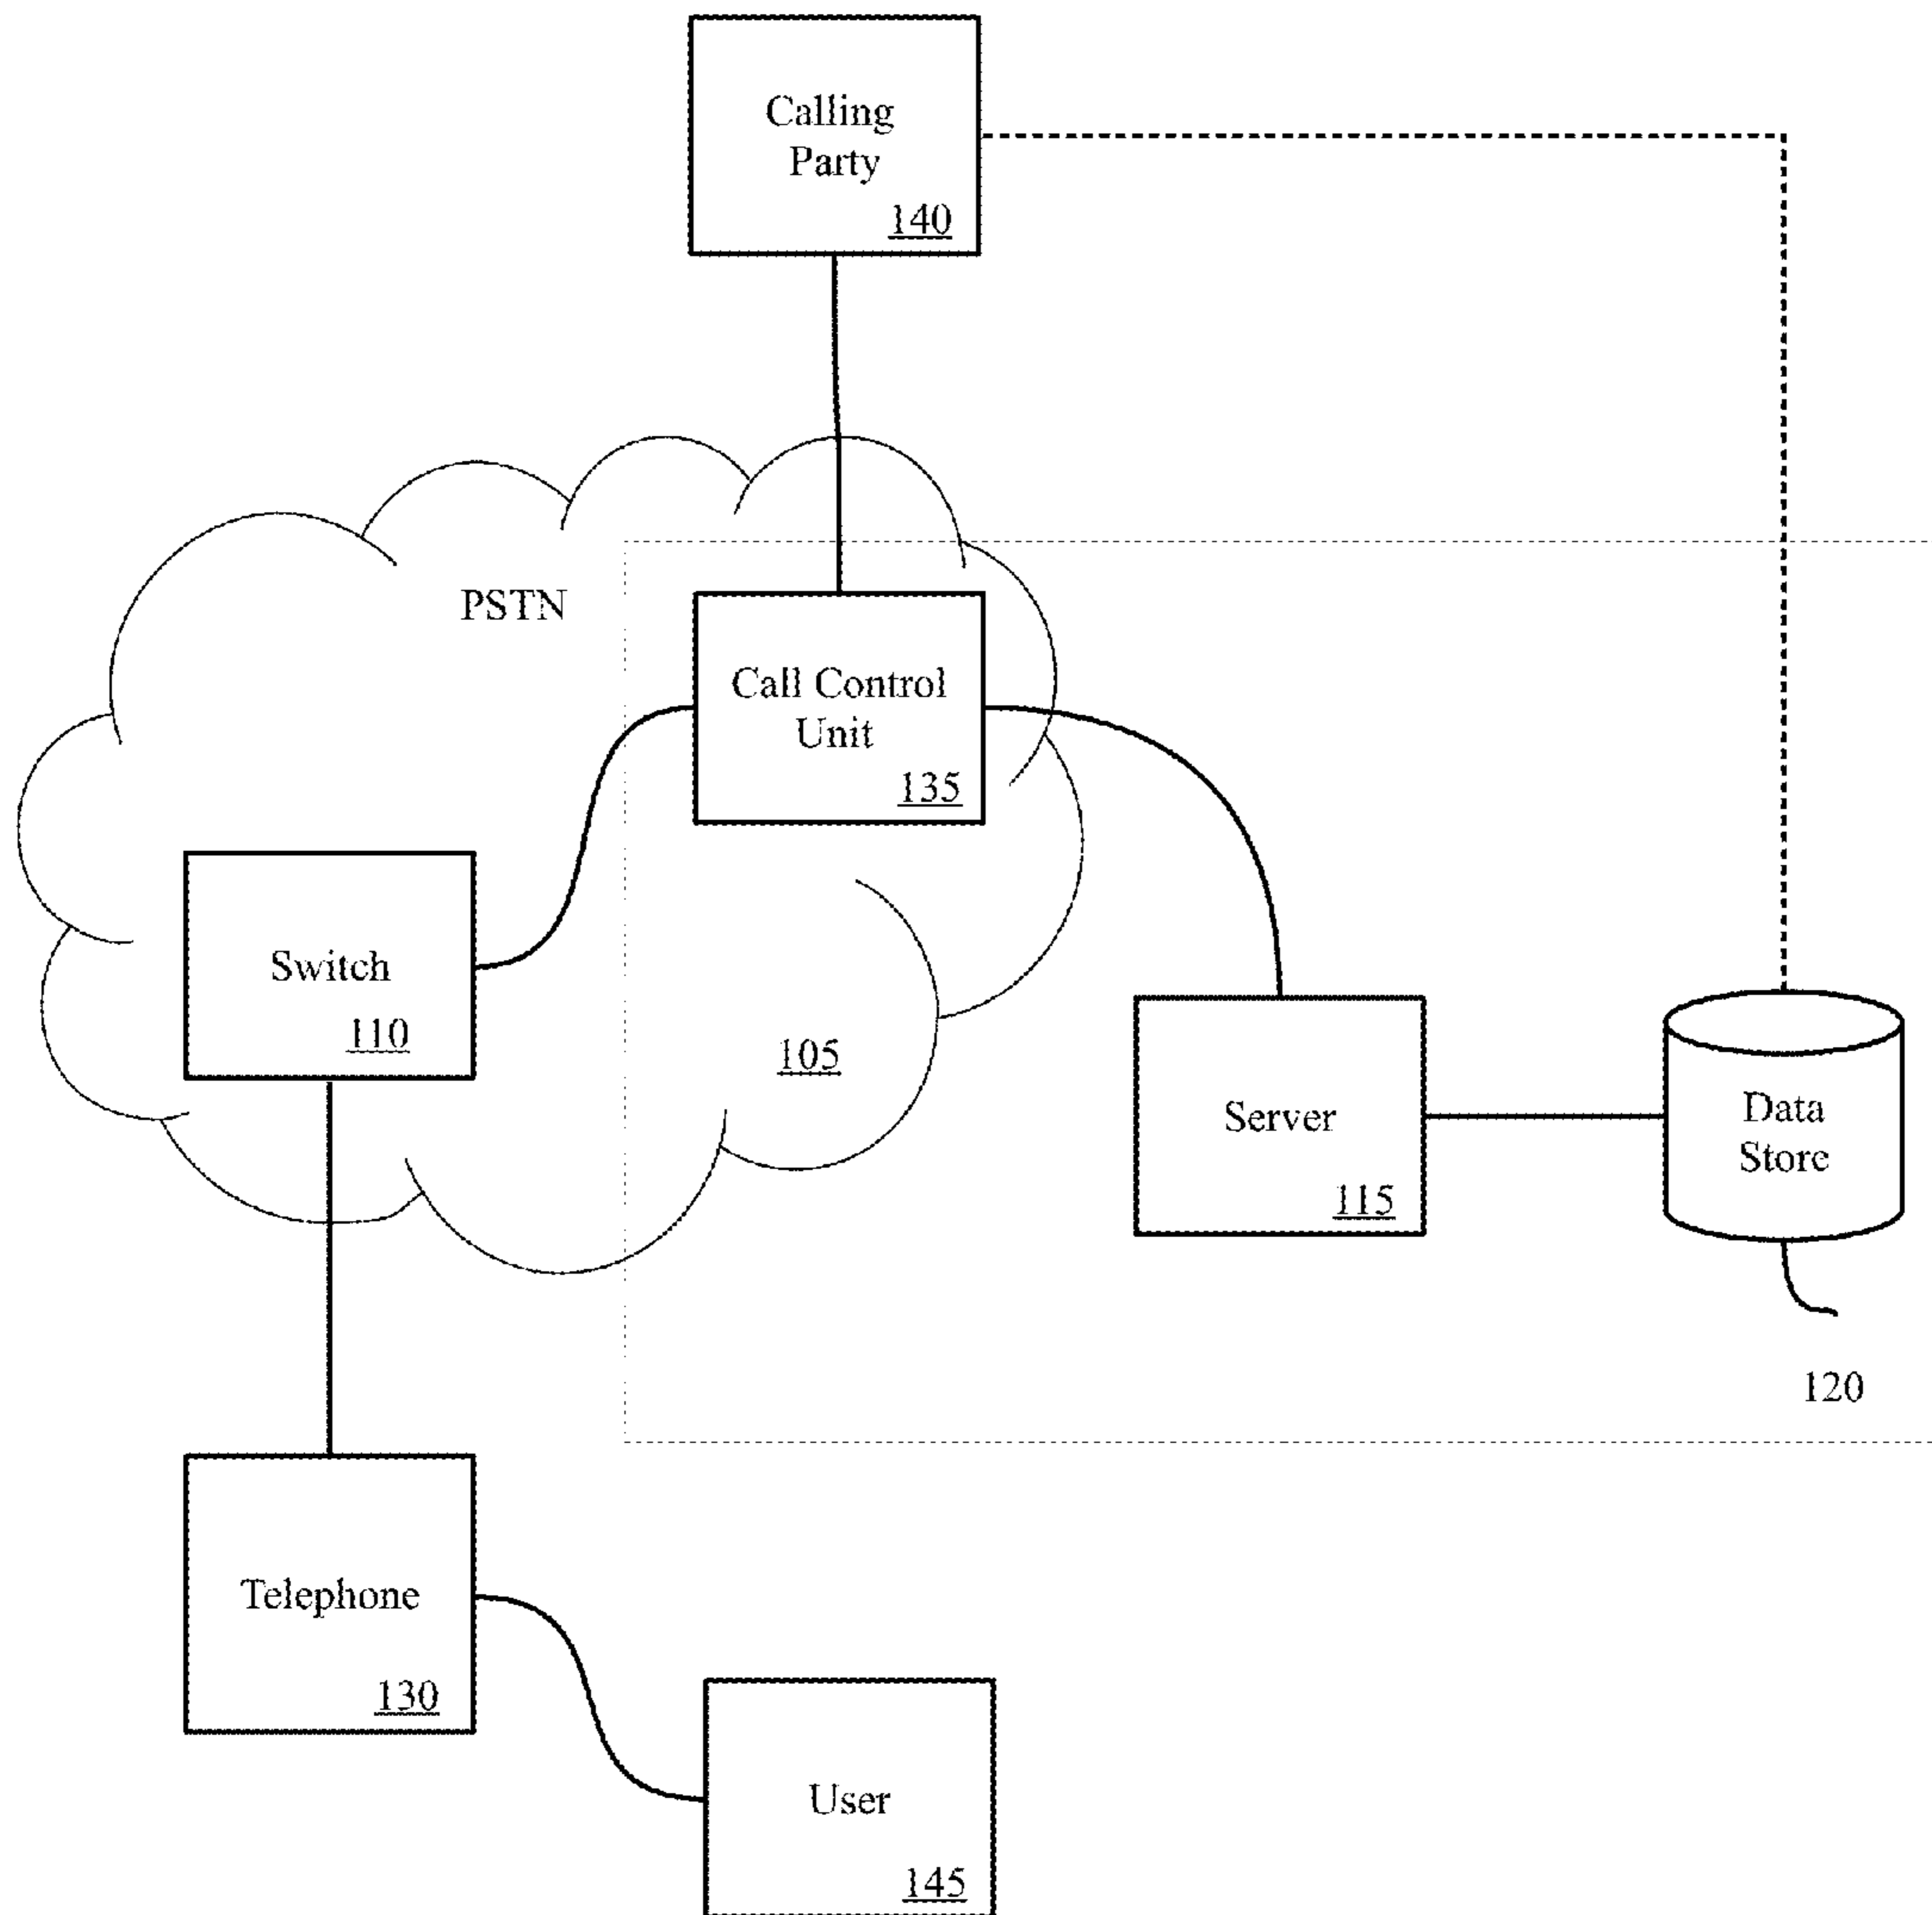 Calling
Party
140
PSTN
Call Control
Unit
135
Switch
110
105
Server
115
Data
Store
120
Telephone
130
User
145